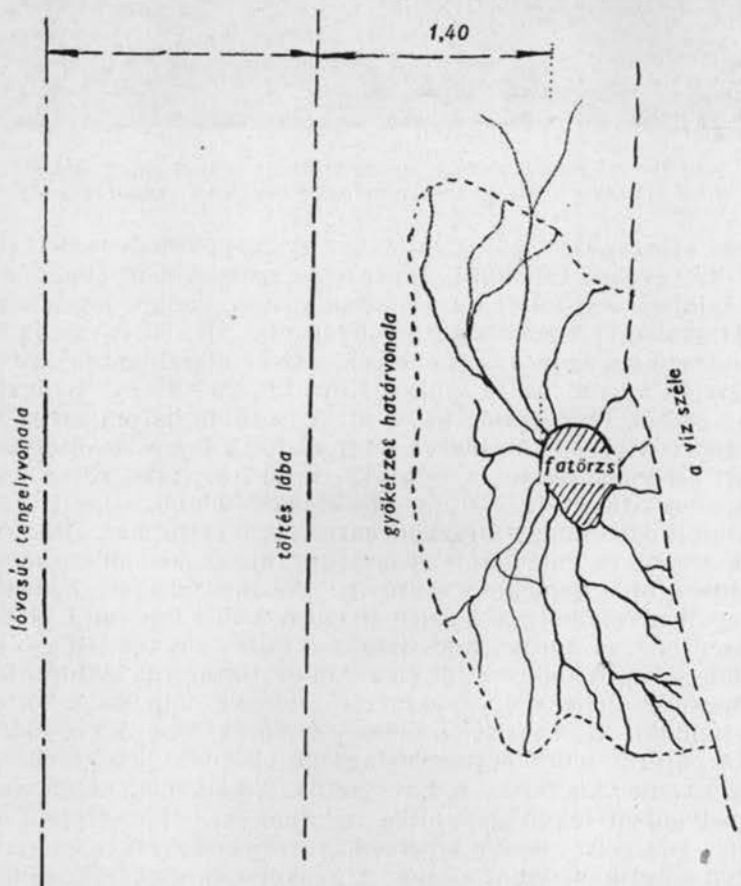 1,40
lóvasút tengelyvonala
töltés lába
gyökérzet határvonala
fatörzs
a víz széle